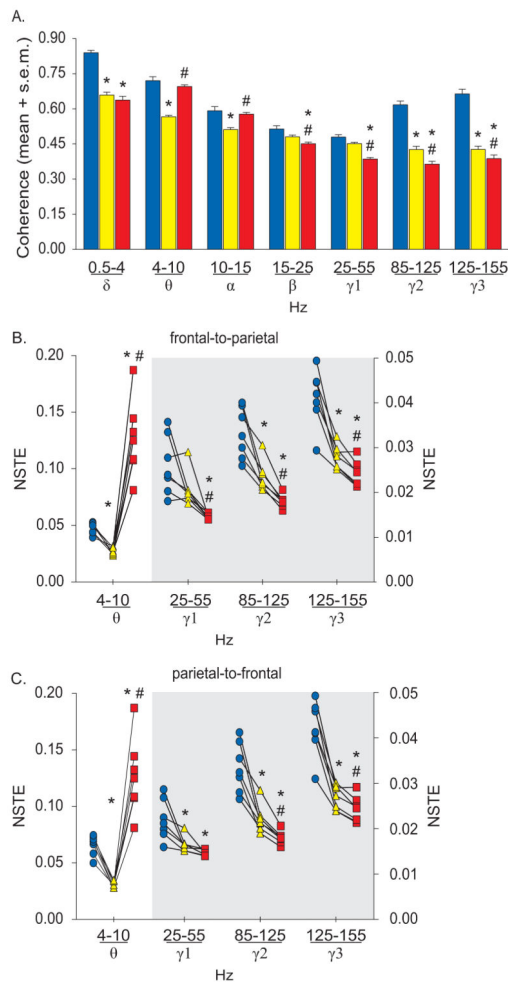 A.
Coherence (mean + s.e.m.)
0.90
0.75
0.60
0.45
0.30
0.15
0.00
* *
* #
* #
* #
* #
* * #
* * #
0.5-4 4-10 10-15 15-25 25-55 85-125 125-155
δ θ α β γ1 γ2 γ3
Hz
B.
frontal-to-parietal
NSTE
0.20
0.15
0.10
0.05
0.00
* * #
* #
* * #
* * #
NSTE
0.05
0.04
0.03
0.02
0.01
0.00
4-10 25-55 85-125 125-155
θ γ1 γ2 γ3
Hz
C.
parietal-to-frontal
NSTE
0.20
0.15
0.10
0.05
0.00
* * #
* *
* * #
* * #
NSTE
0.05
0.04
0.03
0.02
0.01
0.00
4-10 25-55 85-125 125-155
θ γ1 γ2 γ3
Hz